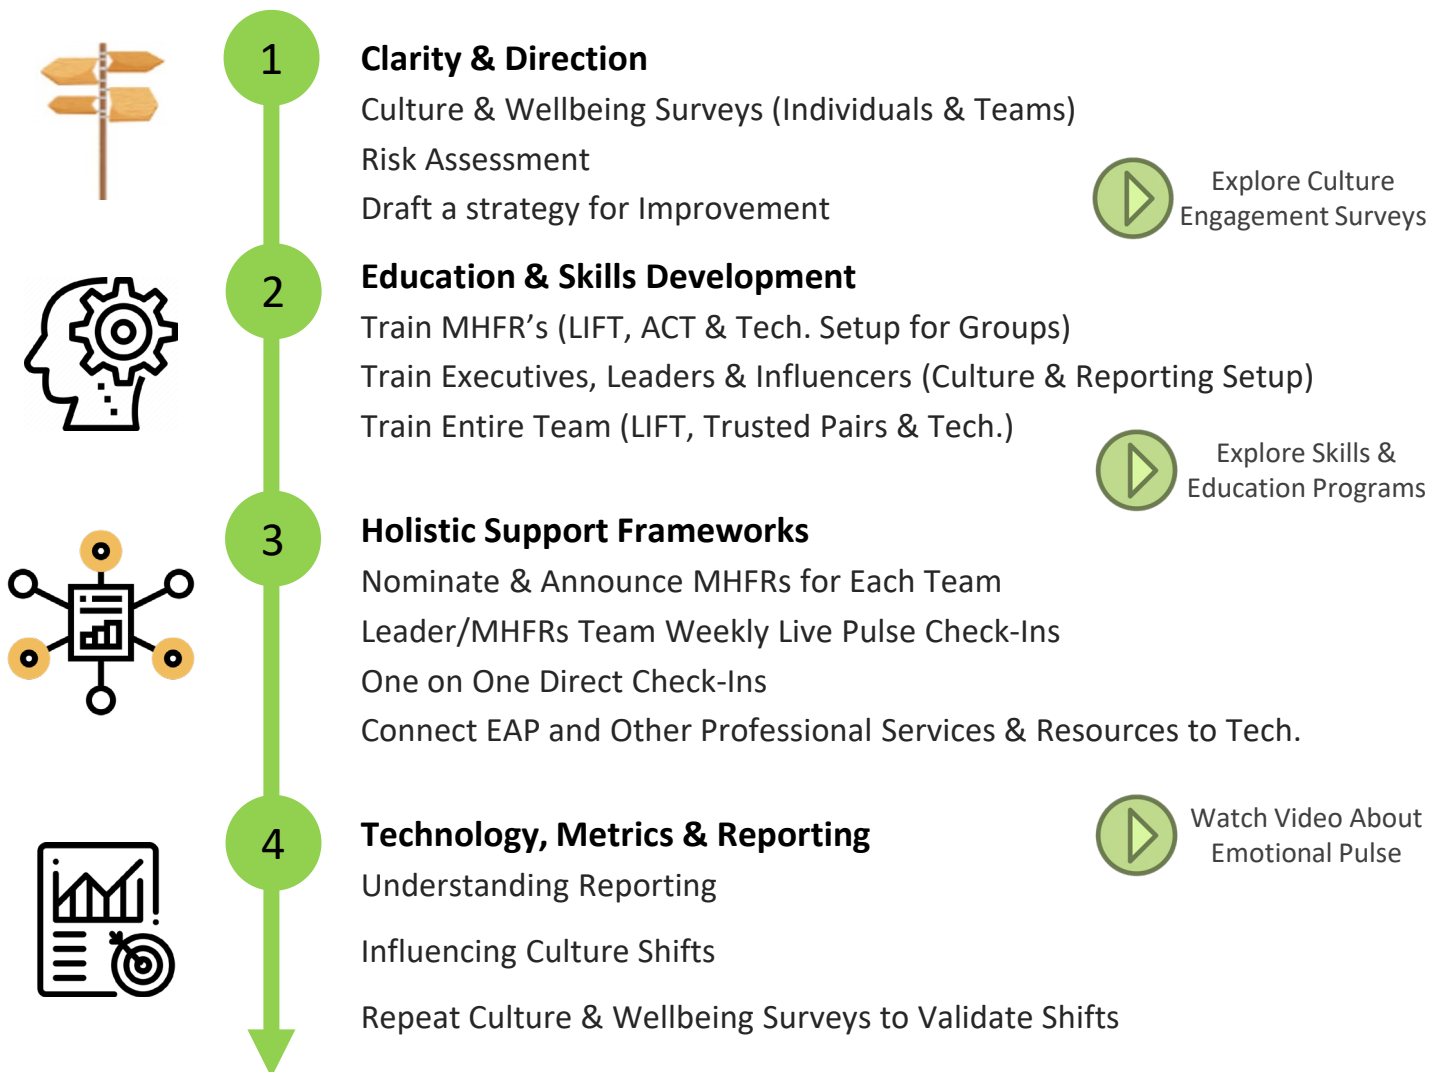 1
Clarity & Direction
Culture & Wellbeing Surveys (Individuals & Teams)
Risk Assessment
Draft a strategy for Improvement
Explore Culture
Engagement Surveys
2
Education & Skills Development
Train MHFR’s (LIFT, ACT & Tech. Setup for Groups)
Train Executives, Leaders & Influencers (Culture & Reporting Setup)
Train Entire Team (LIFT, Trusted Pairs & Tech.)
Explore Skills &
Education Programs
3
Holistic Support Frameworks
Nominate & Announce MHFRs for Each Team
Leader/MHFRs Team Weekly Live Pulse Check-Ins
One on One Direct Check-Ins
Connect EAP and Other Professional Services & Resources to Tech.
4
Technology, Metrics & Reporting
Understanding Reporting
Influencing Culture Shifts
Repeat Culture & Wellbeing Surveys to Validate Shifts
Watch Video About
Emotional Pulse